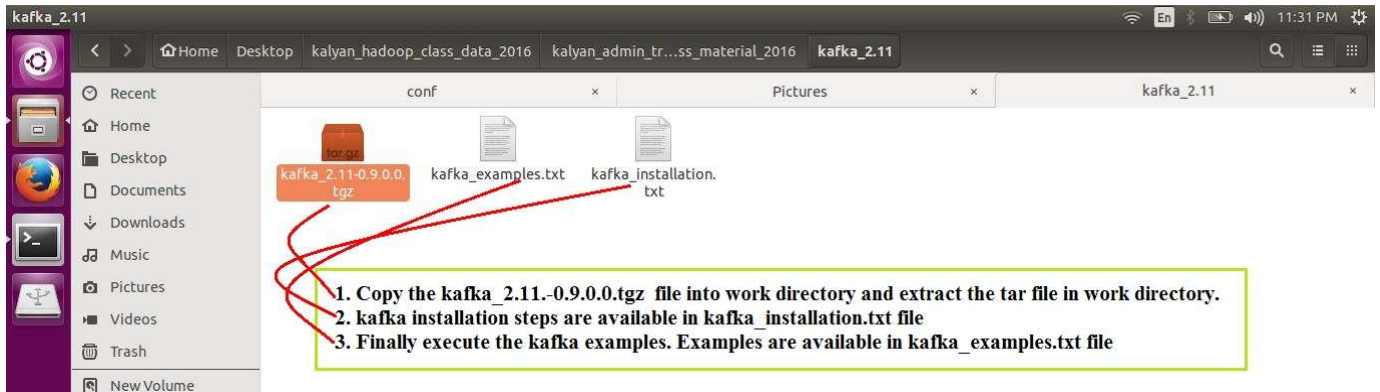 kafka_2.11
En
11:31 PM
Home Desktop kalyan_hadoop_class_data_2016 kalyan_admin_tr...ss_material_2016 kafka_2.11
Recent
Home
Desktop
Documents
Downloads
Music
Pictures
Videos
Trash
New Volume
conf × Pictures × kafka_2.11 ×
tar.gz
kafka_2.11-0.9.0.0.
tgz
kafka_examples.txt
kafka_installation.
txt
1. Copy the kafka_2.11.-0.9.0.0.tgz file into work directory and extract the tar file in work directory.
2. kafka installation steps are available in kafka_installation.txt file
3. Finally execute the kafka examples. Examples are available in kafka_examples.txt file